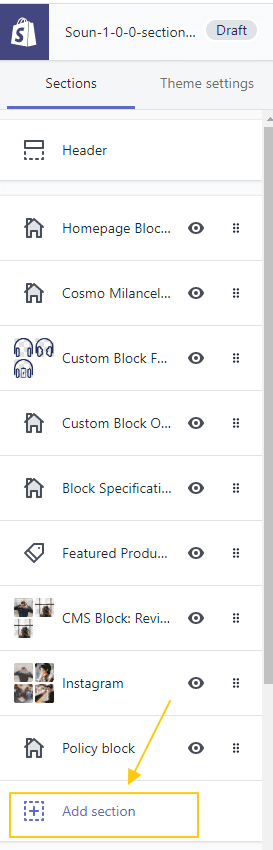 Soun-1-0-0-section... Draft
Sections Theme settings
Header
Homepage Bloc...
Cosmo Milancel...
Custom Block F...
Custom Block O...
Block Specificati...
Featured Produ...
CMS Block: Revi...
Instagram
Policy block
Add section